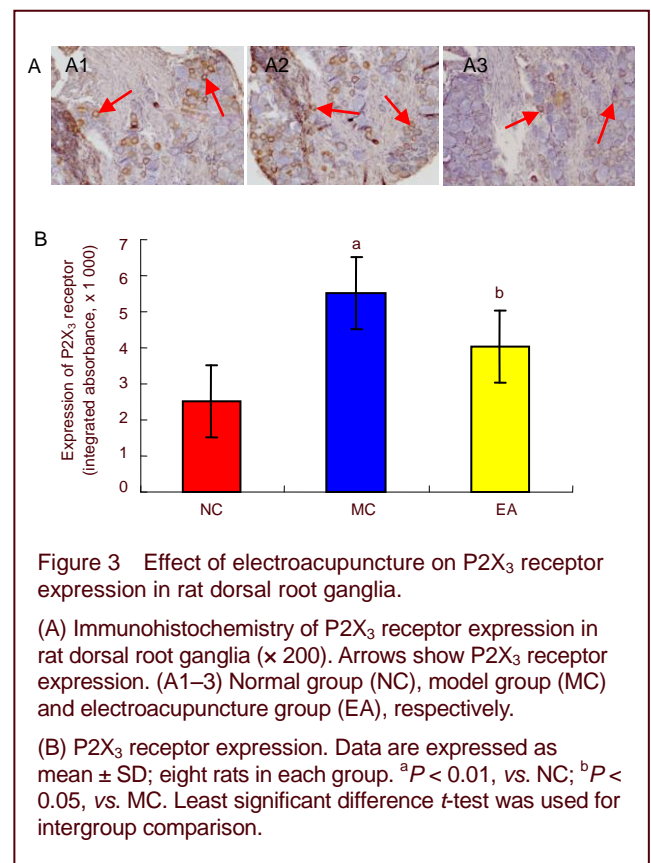 A A1 A2 A3
B
Expression of P2X₃ receptor
(integrated absorbance, x 1 000)
7
6
5
4
3
2
1
0
a
b
NC MC EA
Figure 3 Effect of electroacupuncture on P2X₃ receptor
expression in rat dorsal root ganglia.
(A) Immunohistochemistry of P2X₃ receptor expression in
rat dorsal root ganglia (× 200). Arrows show P2X₃ receptor
expression. (A1–3) Normal group (NC), model group (MC)
and electroacupuncture group (EA), respectively.
(B) P2X₃ receptor expression. Data are expressed as
mean ± SD; eight rats in each group. ᵃP < 0.01, vs. NC; ᵇP <
0.05, vs. MC. Least significant difference t-test was used for
intergroup comparison.